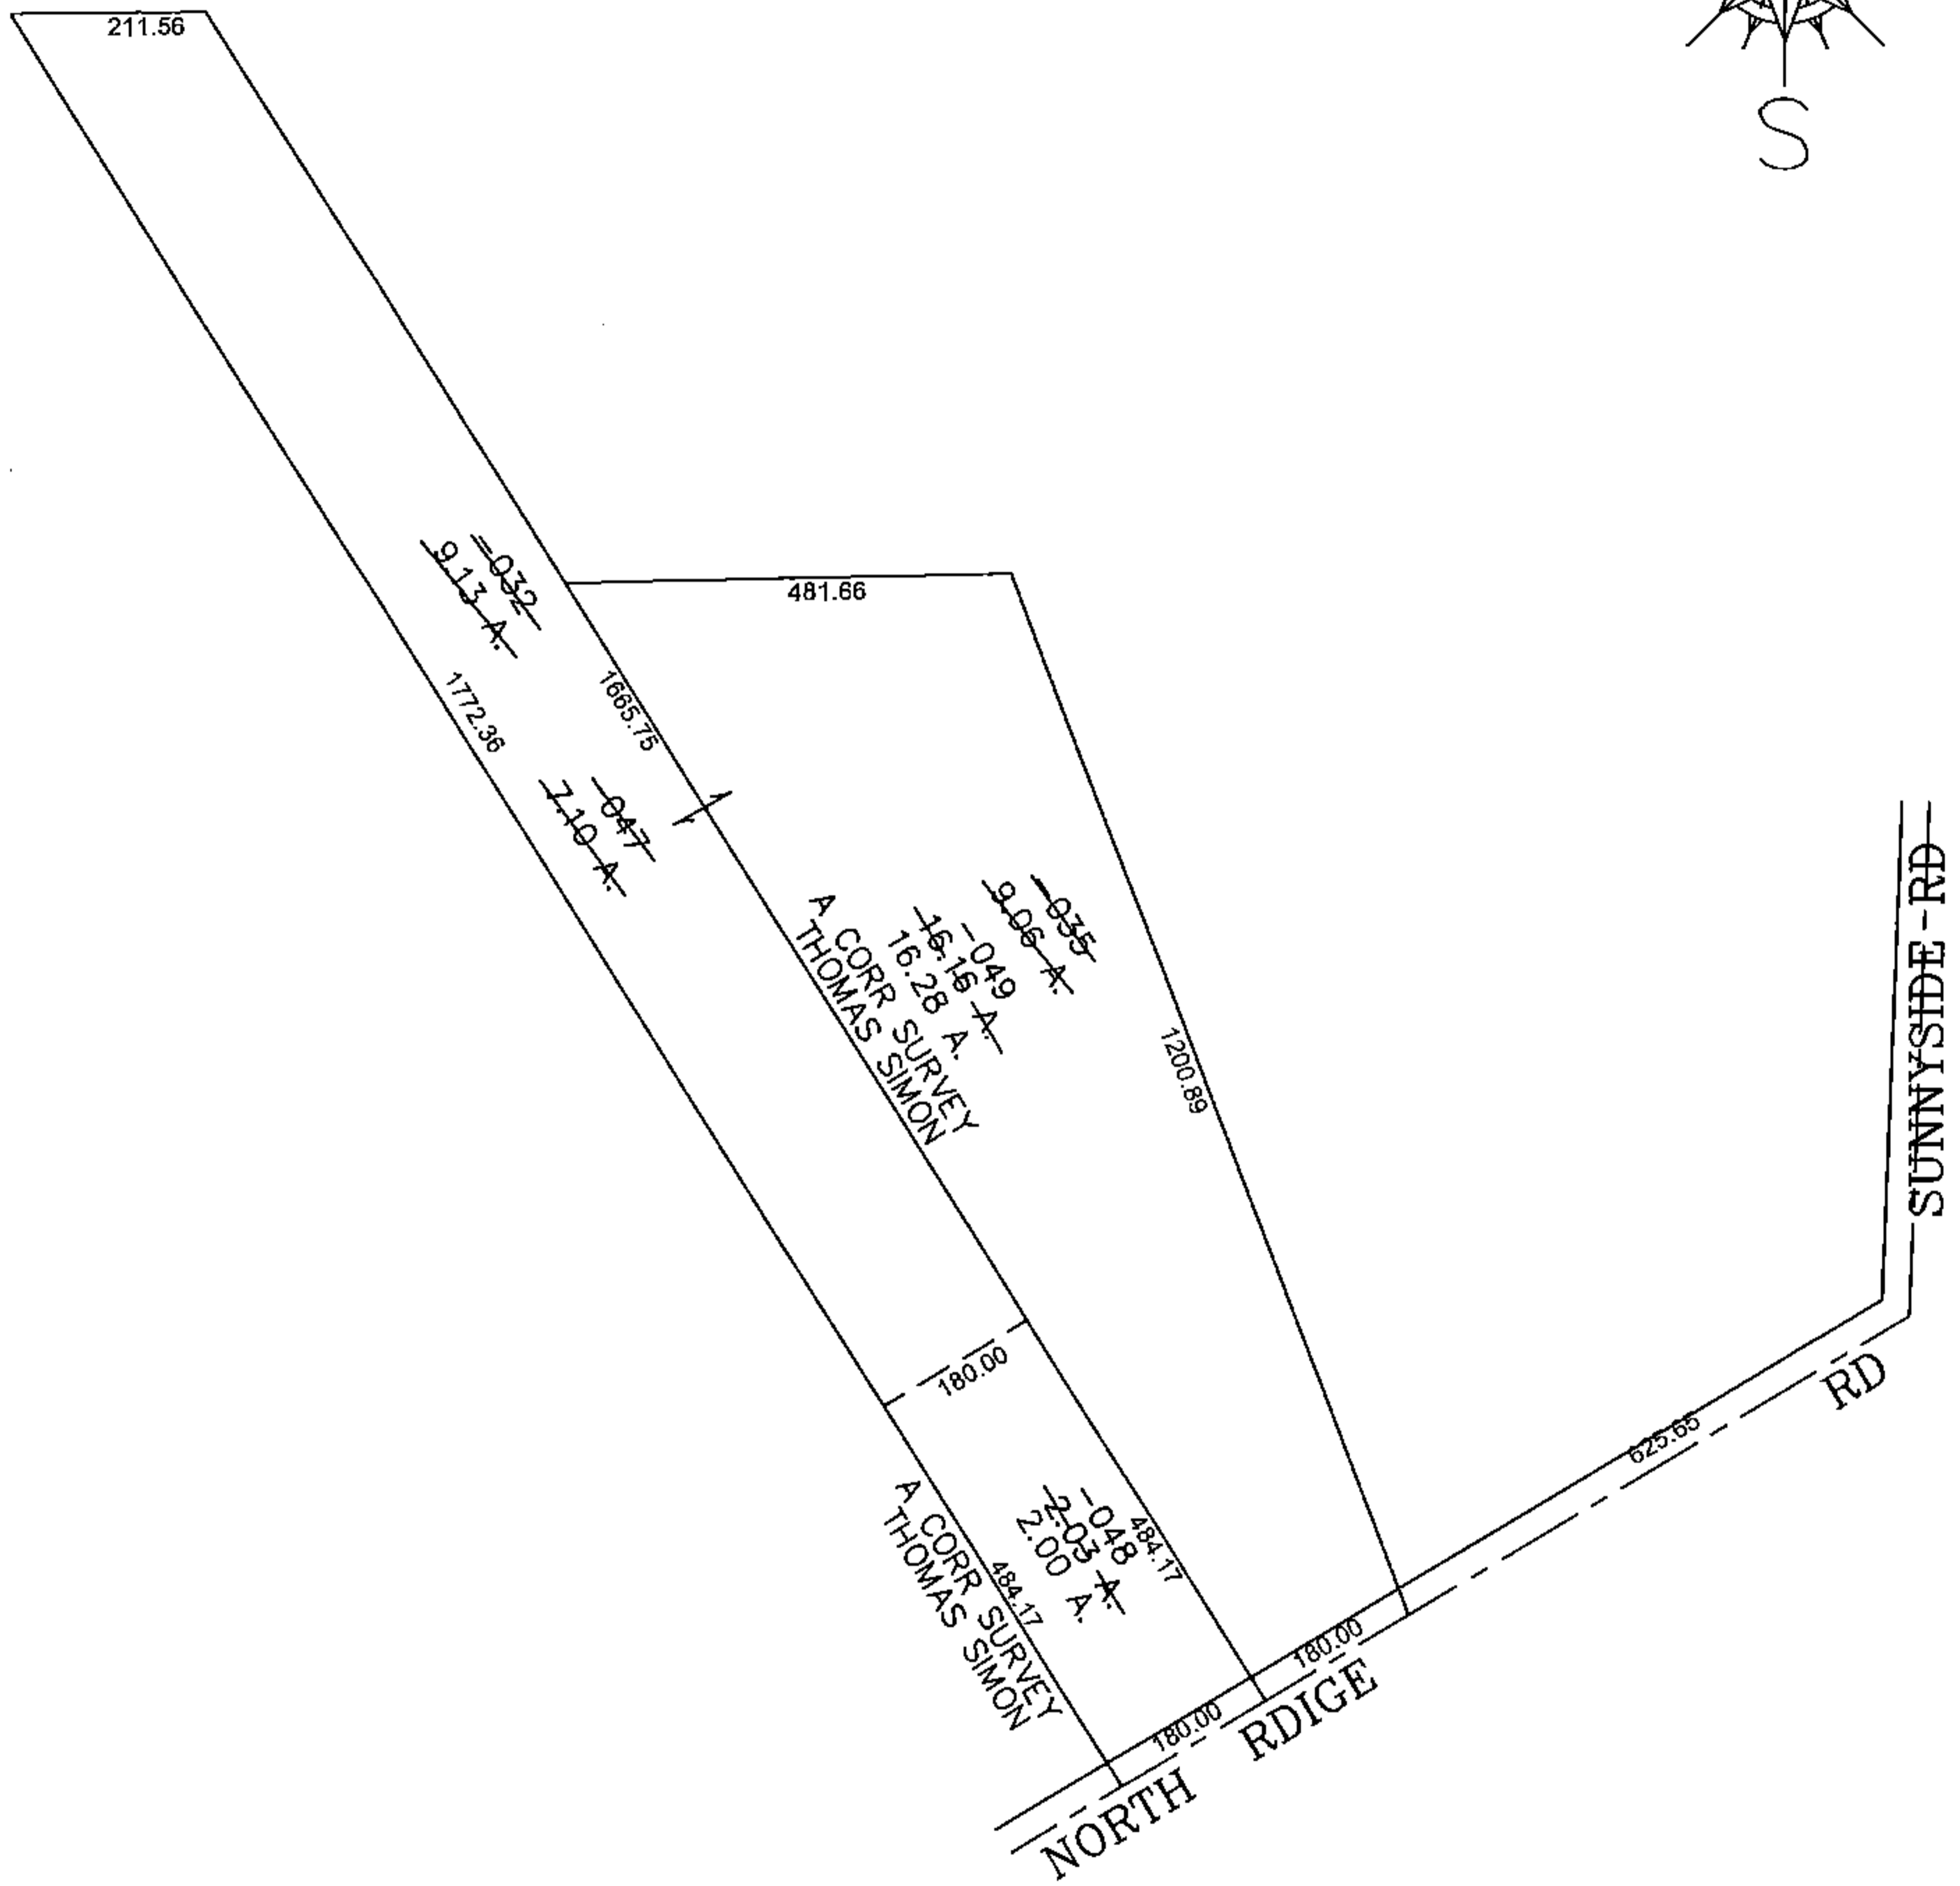 211.56
S
-032
9.13 A.
481.66
1665.75
1772.36
-047
7.10 A.
-035
9.06 A.
-049
16.16 A.
16.28 A.
A CORR SURVEY
THOMAS SIMON
1200.89
SUNNYSIDE-RD
180.00
RD
625.65
-048
2.03 A.
2.00 A.
484.17
484.17
A CORR SURVEY
THOMAS SIMON
180.00
180.00
NORTH RDIGE